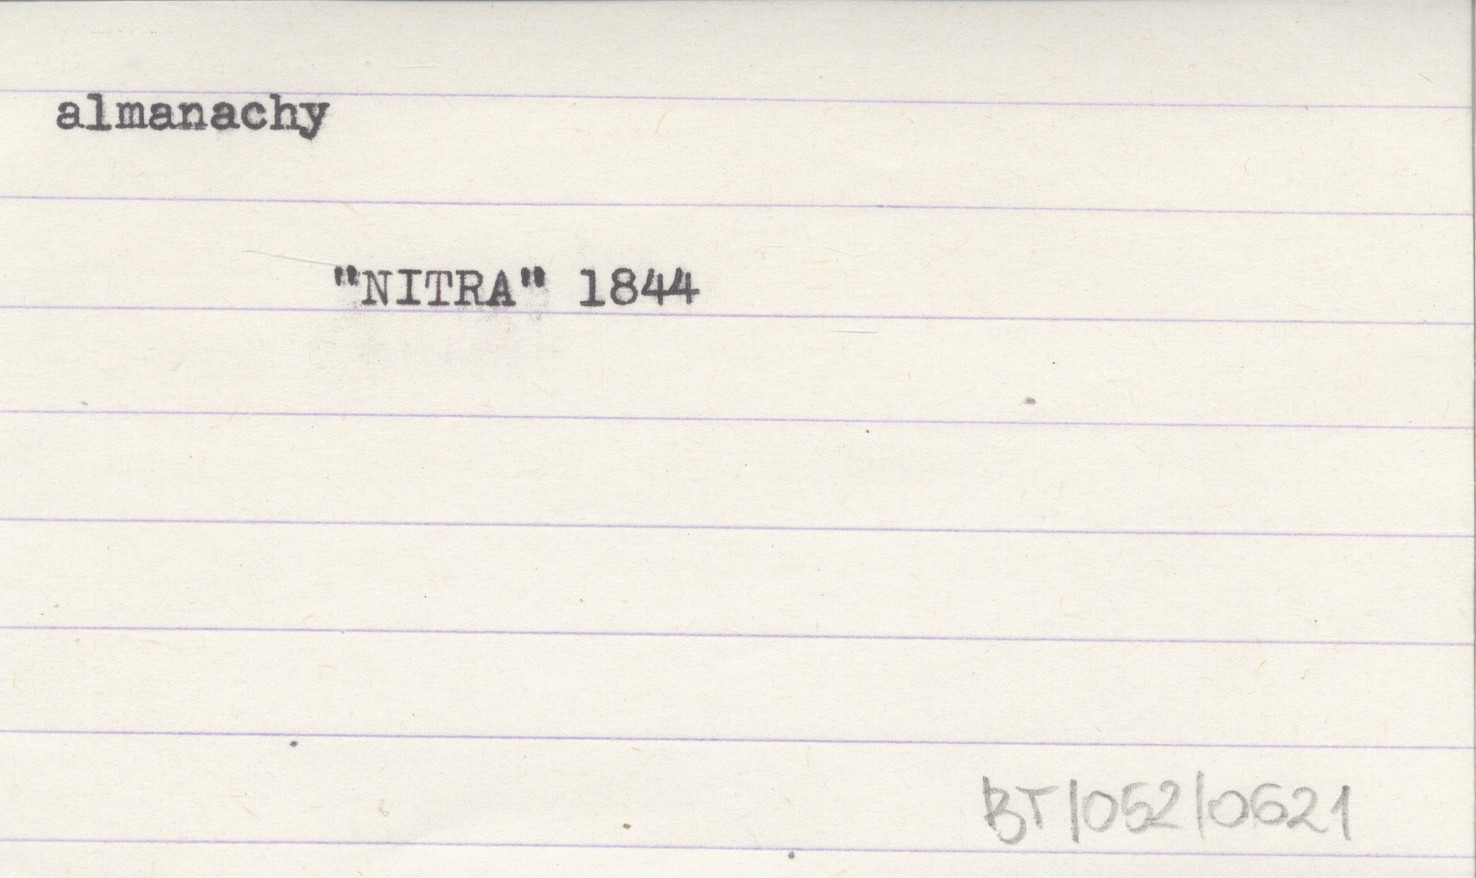 almanachy
"NITRA" 1844
BT/052/0621